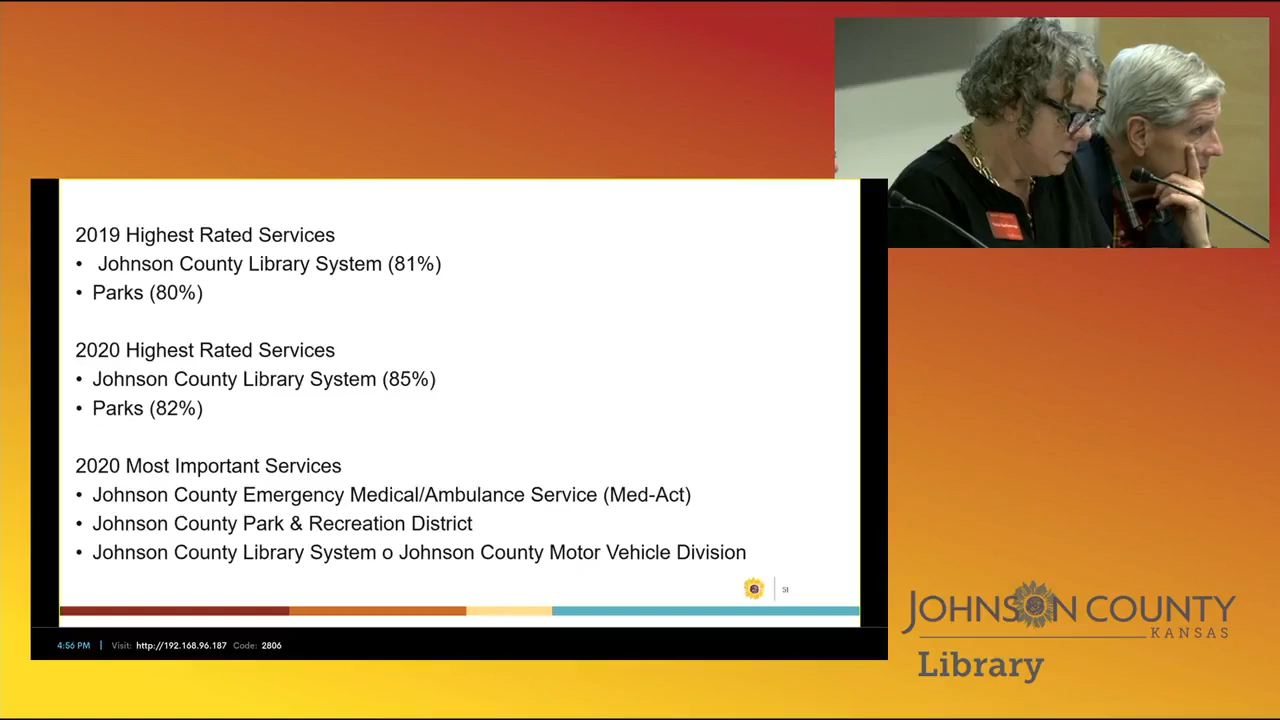 2019 Highest Rated Services
• Johnson County Library System (81%)
• Parks (80%)
2020 Highest Rated Services
• Johnson County Library System (85%)
• Parks (82%)
2020 Most Important Services
• Johnson County Emergency Medical/Ambulance Service (Med-Act)
• Johnson County Park & Recreation District
• Johnson County Library System o Johnson County Motor Vehicle Division
51
4:56 PM | Visit: http://192.168.96.187 Code: 2806
JOHNSON COUNTY
KANSAS
Library